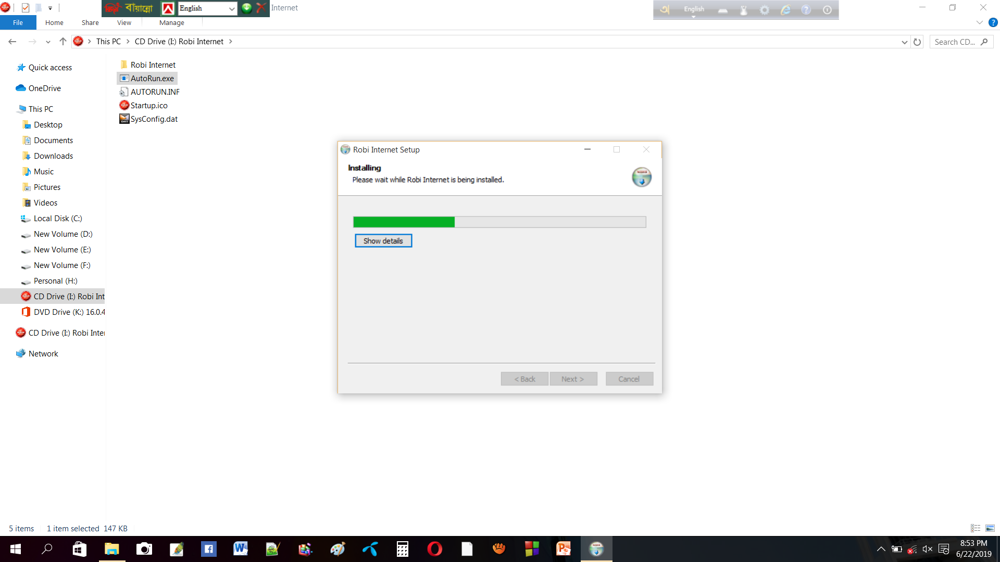 চিত্র বাঁয়ান্নো English Internet
অ English
File Home Share View Manage
This PC > CD Drive (I:) Robi Internet >
Search CD...
Quick access
OneDrive
This PC
Desktop
Documents
Downloads
Music
Pictures
Videos
Local Disk (C:)
New Volume (D:)
New Volume (E:)
New Volume (F:)
Personal (H:)
CD Drive (I:) Robi Int
DVD Drive (K:) 16.0.4
CD Drive (I:) Robi Inter
Network
Robi Internet
AutoRun.exe
AUTORUN.INF
Startup.ico
SysConfig.dat
Robi Internet Setup
Installing
Please wait while Robi Internet is being installed.
Show details
< Back Next > Cancel
5 items 1 item selected 147 KB
8:53 PM
6/22/2019